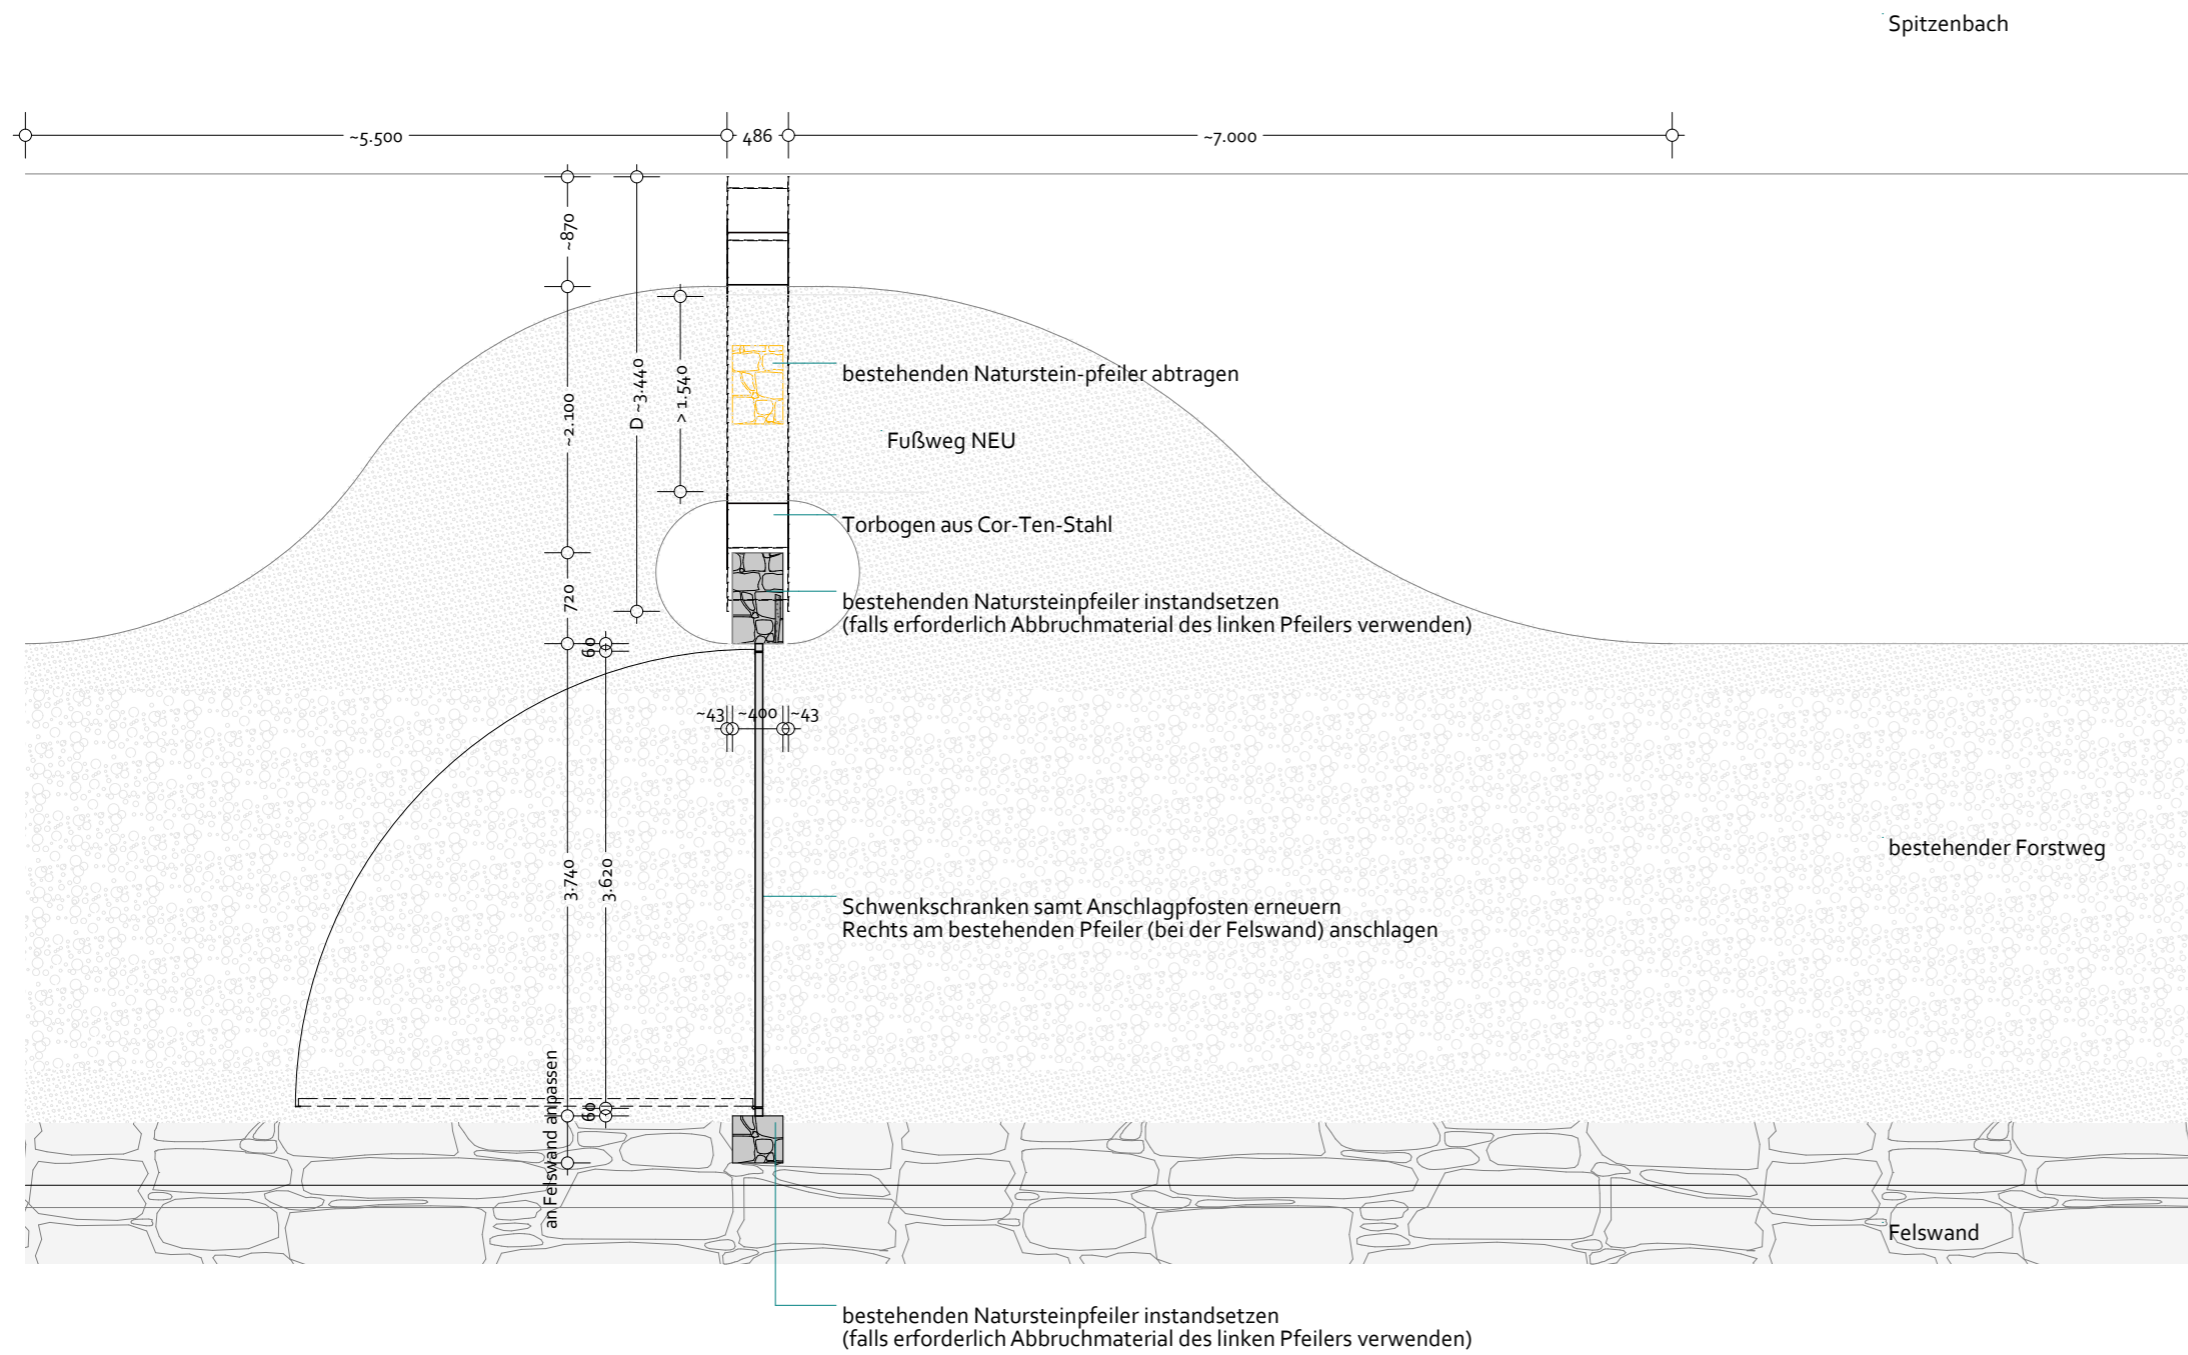 Spitzenbach
~5.500
486
~7.000
~870
~2.100
D ~3.440
> 1.540
bestehenden Naturstein-pfeiler abtragen
Fußweg NEU
Torbogen aus Cor-Ten-Stahl
720
bestehenden Natursteinpfeiler instandsetzen
(falls erforderlich Abbruchmaterial des linken Pfeilers verwenden)
60
~43
~400
~43
3.740
3.620
bestehender Forstweg
Schwenkschranken samt Anschlagpfosten erneuern
Rechts am bestehenden Pfeiler (bei der Felswand) anschlagen
60
an Felswand anpassen
Felswand
bestehenden Natursteinpfeiler instandsetzen
(falls erforderlich Abbruchmaterial des linken Pfeilers verwenden)